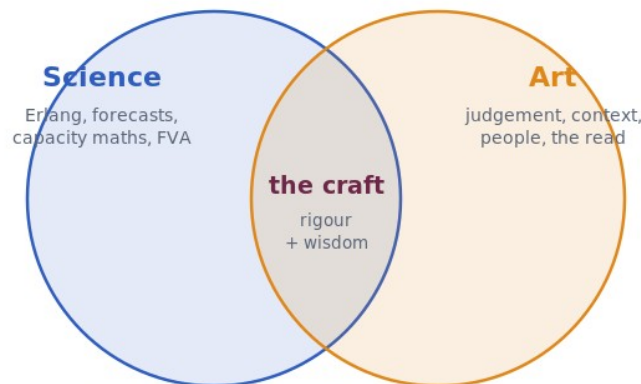 Science
Erlang, forecasts,
capacity maths, FVA
Art
judgement, context,
people, the read
the craft
rigour
+ wisdom